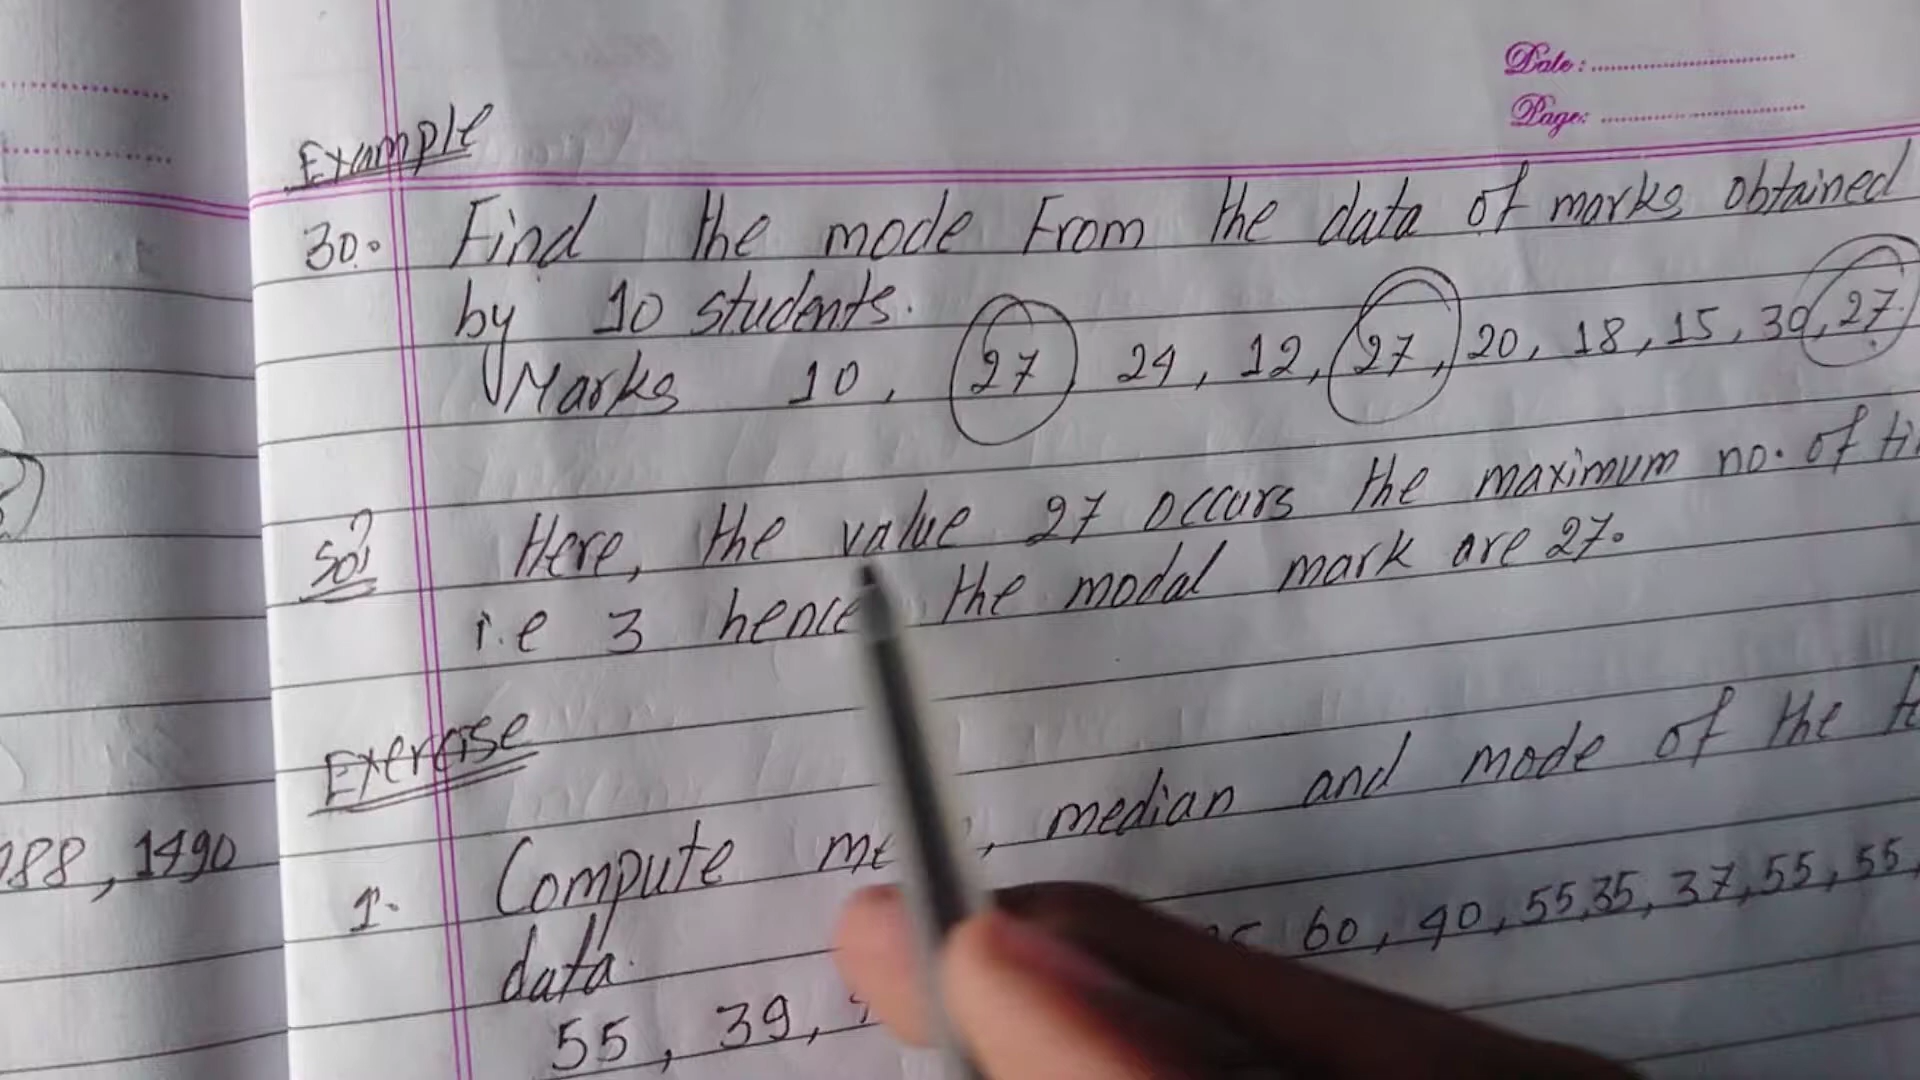 Date:
Page:
Example
30. Find the mode From the data of marks obtained
by 10 students.
Marks 10, 27, 24, 12, 27, 20, 18, 15, 30, 27.
Sol Here, the value 27 occurs the maximum no. of
i.e 3 hence the modal mark are 27.
Exercise
188, 1490
1. Compute median and mode of the
data.
60, 40, 55, 35, 37, 55, 55,
55, 39,